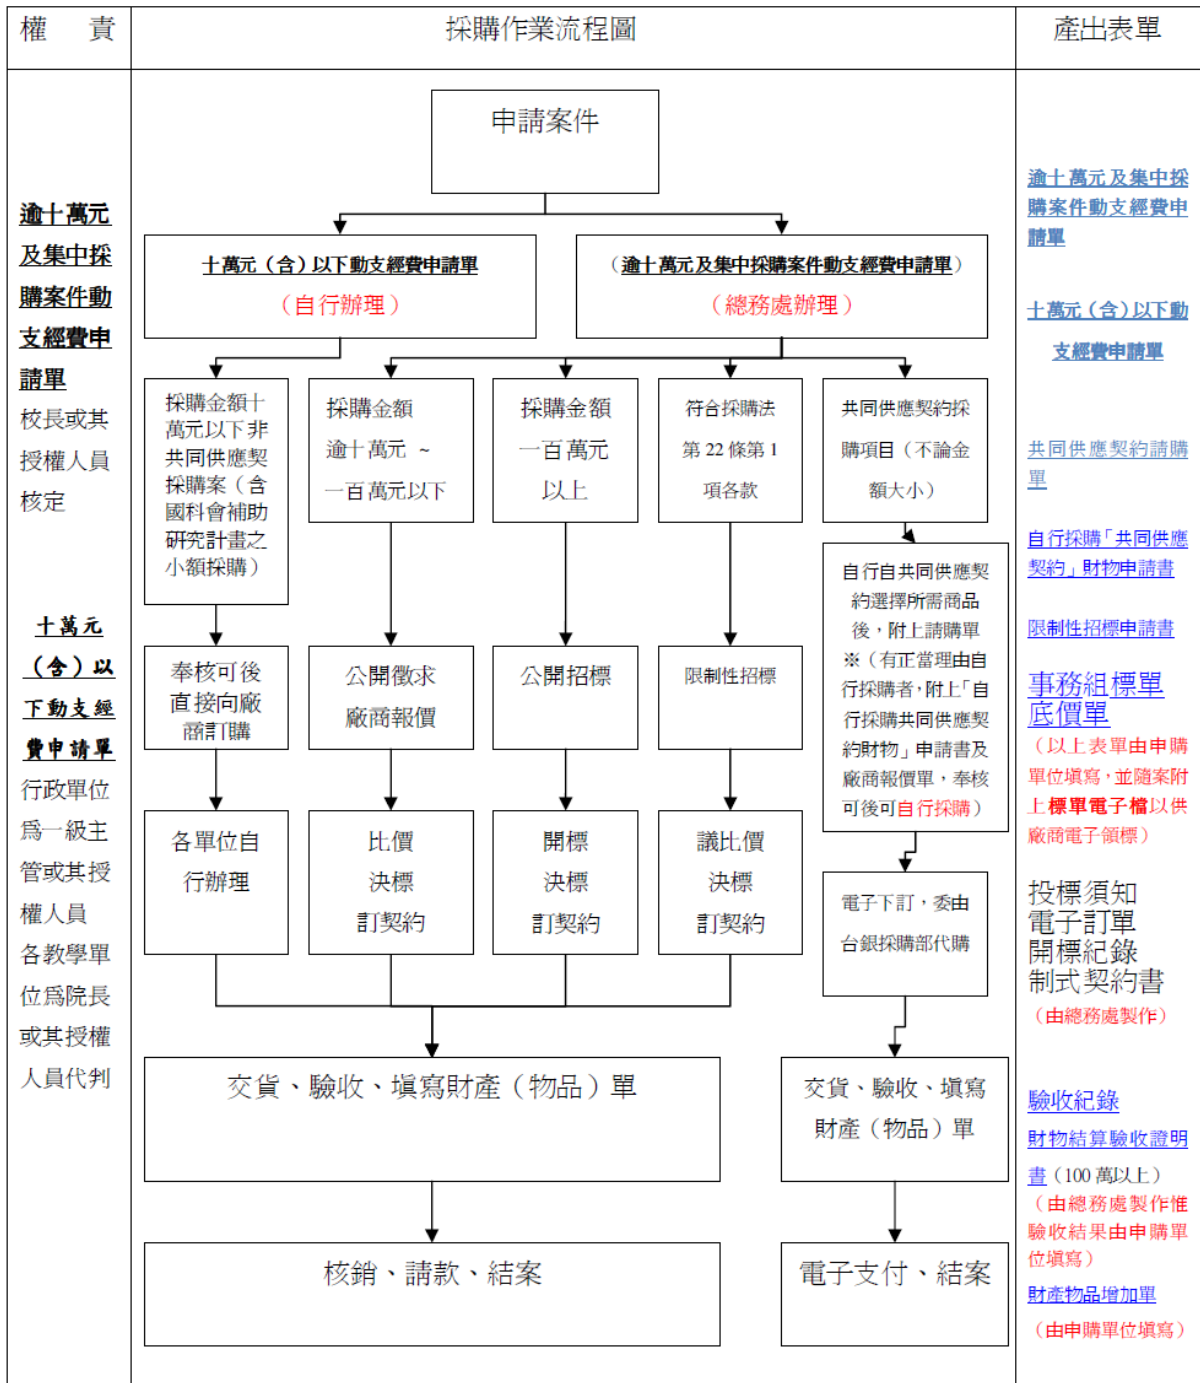 權 責
採購作業流程圖
產出表單
逾十萬元
及集中採
購案件動
支經費申
請單
校長或其
授權人員
核定
十萬元
（含）以
下動支經
費申請單
行政單位
為一級主
管或其授
權人員
各教學單
位為院長
或其授權
人員代判
申請案件
十萬元（含）以下動支經費申請單
（自行辦理）
（逾十萬元及集中採購案件動支經費申請單）
（總務處辦理）
採購金額十
萬元以下非
共同供應契
採購案（含
國科會補助
研究計畫之
小額採購）
採購金額
逾十萬元 ~
一百萬元以下
採購金額
一百萬元
以上
符合採購法
第 22 條第 1
項各款
共同供應契約採
購項目（不論金
額大小）
奉核可後
直接向廠
商訂購
公開徵求
廠商報價
公開招標
限制性招標
自行自共同供應契
約選擇所需商品
後，附上請購單
※（有正當理由自
行採購者，附上「自
行採購共同供應契
約財物」申請書及
廠商報價單，奉核
可後可自行採購）
各單位自
行辦理
比價
決標
訂契約
開標
決標
訂契約
議比價
決標
訂契約
電子下訂，委由
台銀採購部代購
交貨、驗收、填寫財產（物品）單
交貨、驗收、填寫
財產（物品）單
核銷、請款、結案
電子支付、結案
逾十萬元及集中採
購案件動支經費申
請單
十萬元（含）以下動
支經費申請單
共同供應契約請購
單
自行採購「共同供應
契約」財物申請書
限制性招標申請書
事務組標單
底價單
（以上表單由申購
單位填寫，並隨案附
上標單電子檔以供
廠商電子領標）
投標須知
電子訂單
開標紀錄
制式契約書
（由總務處製作）
驗收紀錄
財物結算驗收證明
書（100 萬以上）
（由總務處製作惟
驗收結果由申購單
位填寫）
財產物品增加單
（由申購單位填寫）